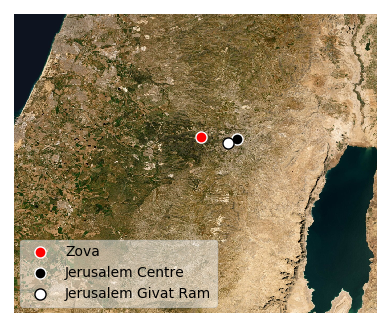 Zova
Jerusalem Centre
Jerusalem Givat Ram